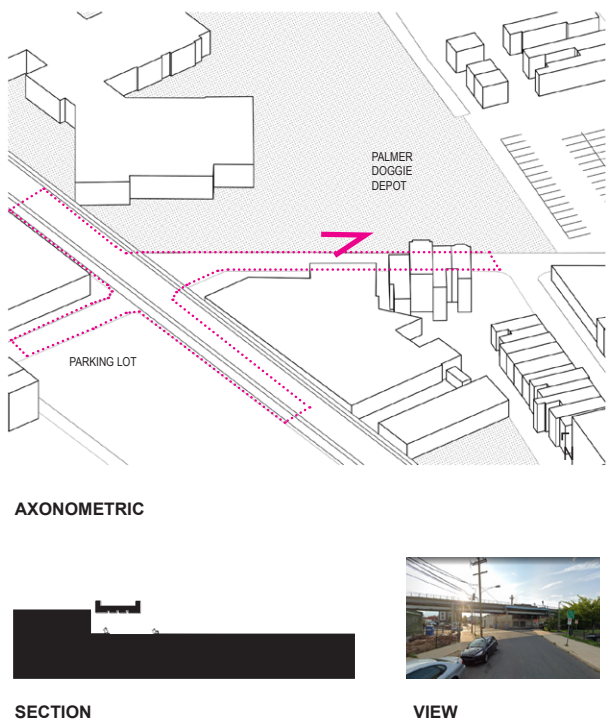 PALMER
DOGGIE
DEPOT
PARKING LOT
N
AXONOMETRIC
SECTION
VIEW